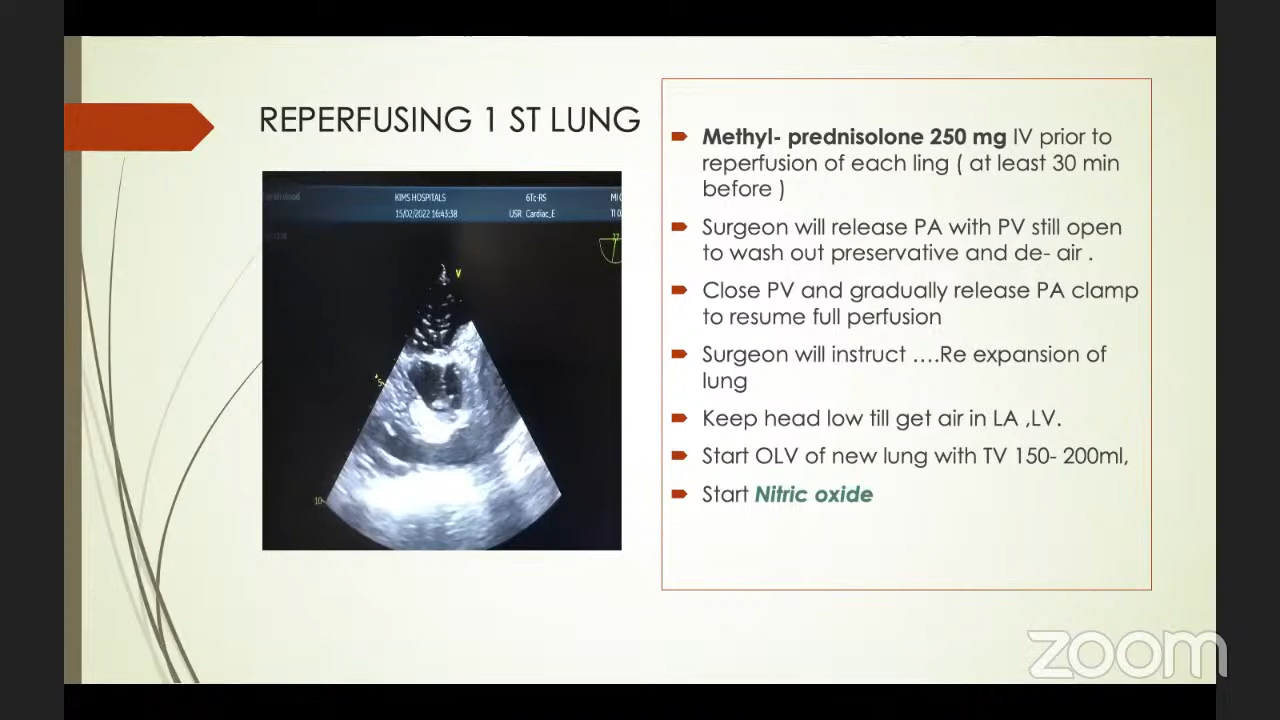 REPERFUSING 1 ST LUNG
KIMS HOSPITALS
6Tc-RS
15/02/2022 16:43:38
USR Cardiac_E
V
5
10
Methyl- prednisolone 250 mg IV prior to
reperfusion of each ling ( at least 30 min
before )
Surgeon will release PA with PV still open
to wash out preservative and de- air .
Close PV and gradually release PA clamp
to resume full perfusion
Surgeon will instruct ….Re expansion of
lung
Keep head low till get air in LA ,LV.
Start OLV of new lung with TV 150- 200ml,
Start Nitric oxide
zoom